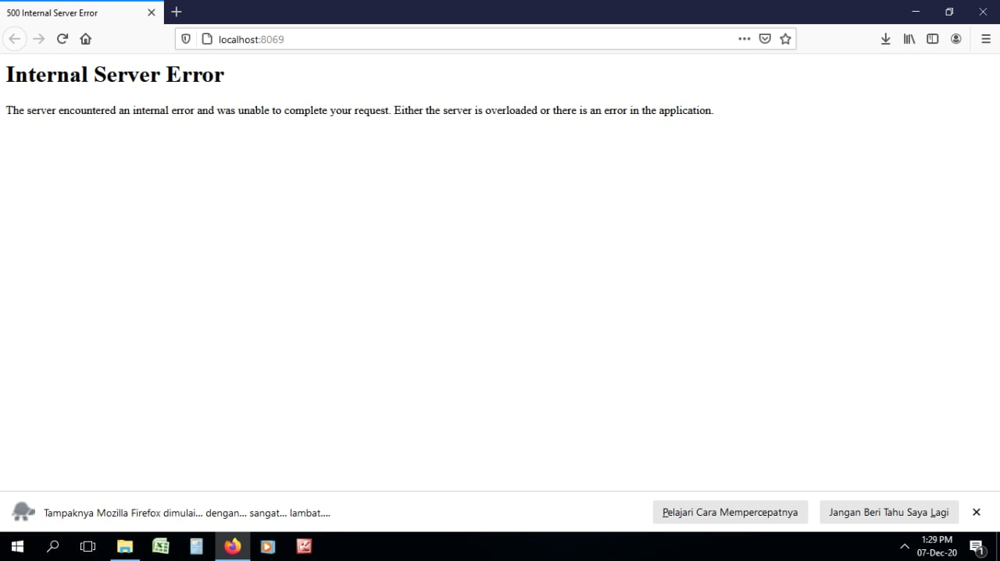 500 Internal Server Error
localhost:8069
Internal Server Error
The server encountered an internal error and was unable to complete your request. Either the server is overloaded or there is an error in the application.
Tampaknya Mozilla Firefox dimulai... dengan... sangat... lambat....
Pelajari Cara Mempercepatnya
Jangan Beri Tahu Saya Lagi
1:29 PM
07-Dec-20
1